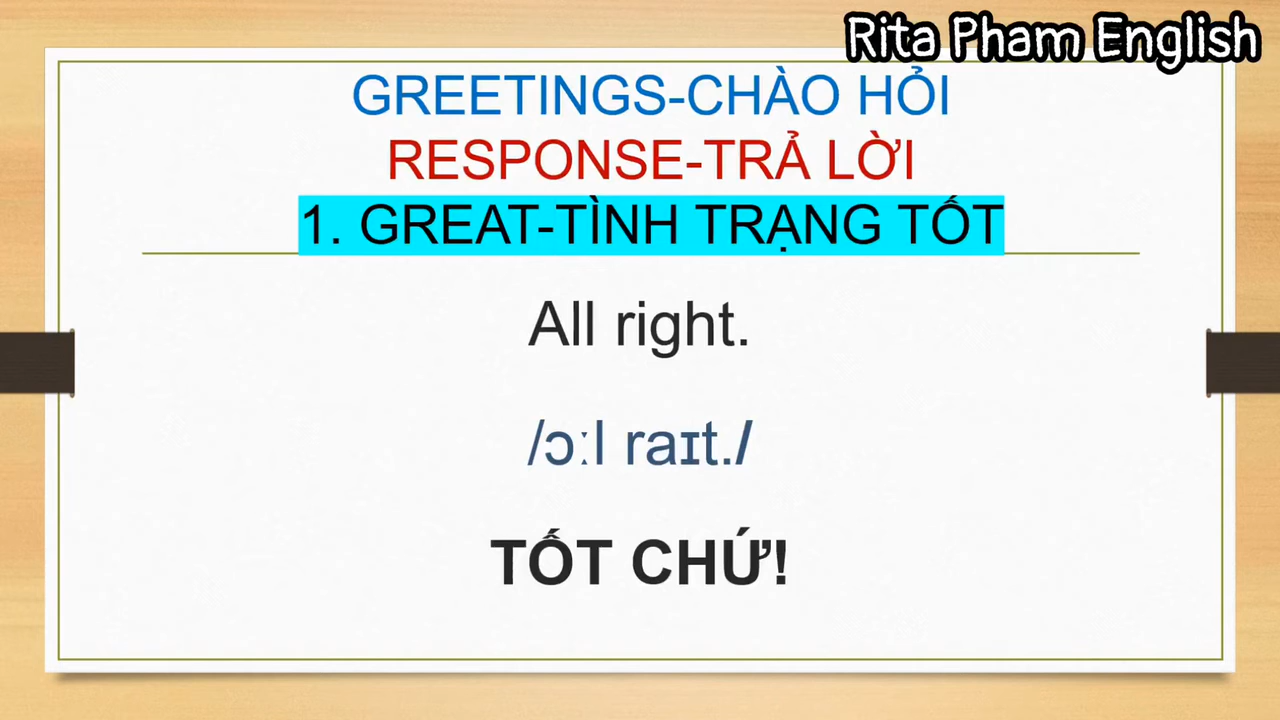 Rita Pham English
GREETINGS-CHÀO HỎI
RESPONSE-TRẢ LỜI
1. GREAT-TÌNH TRẠNG TỐT
All right.
/ɔːl raɪt./
TỐT CHỨ!